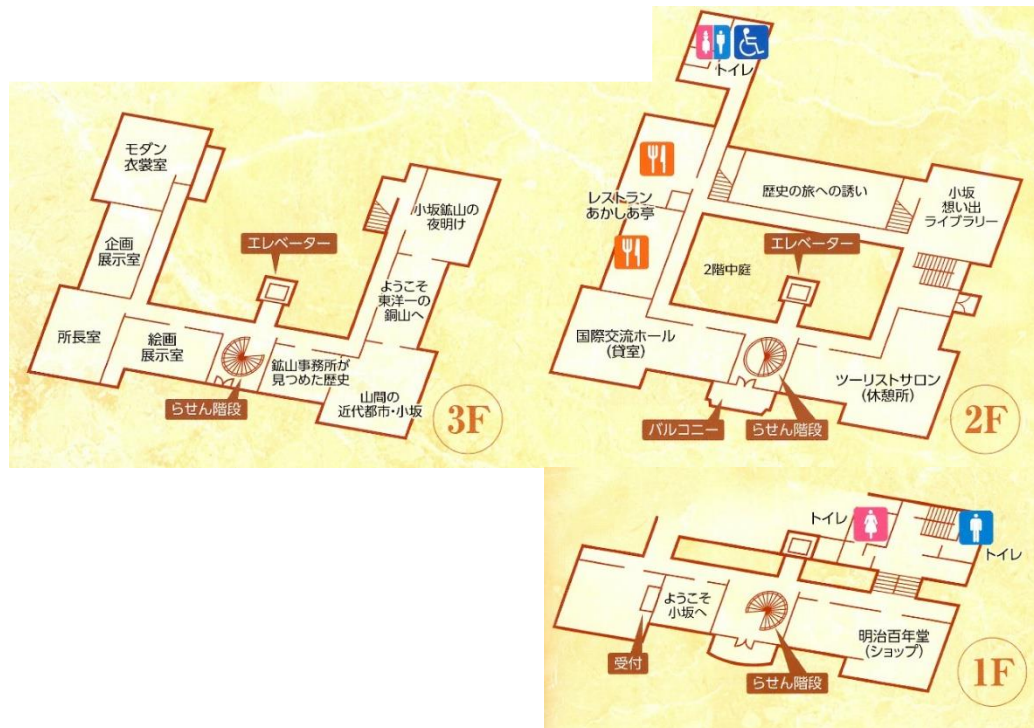 モダン
衣裳室
企画
展示室
所長室
絵画
展示室
エレベーター
らせん階段
小坂鉱山の
夜明け
ようこそ
東洋一の
銅山へ
鉱山事務所が
見つめた歴史
山間の
近代都市・小坂
3F
トイレ
レストラン
あかしあ亭
歴史の旅への誘い
小坂
想い出
ライブラリー
エレベーター
2階中庭
国際交流ホール
(貸室)
ツーリストサロン
(休憩所)
バルコニー
らせん階段
2F
トイレ
トイレ
ようこそ
小坂へ
明治百年堂
(ショップ)
受付
らせん階段
1F